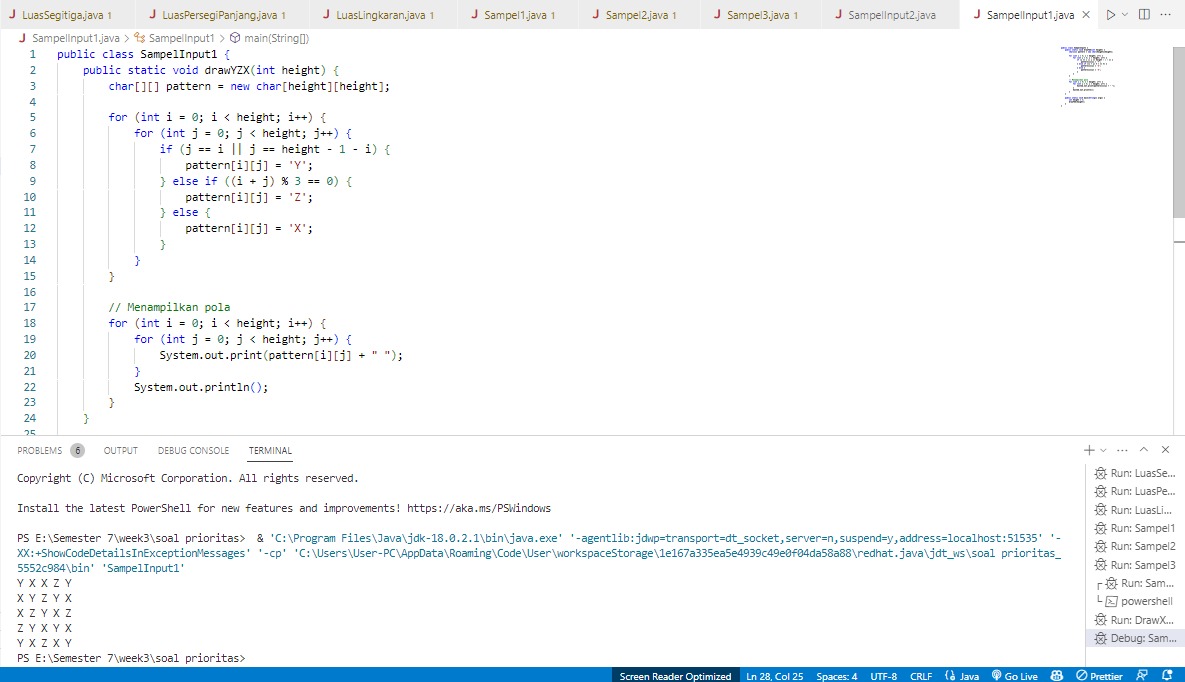 LuasSegitiga.java 1 LuasPersegiPanjang.java 1 LuasLingkaran.java 1 Sampel1.java 1 Sampel2.java 1 Sampel3.java 1 SampelInput2.java SampelInput1.java
SampelInput1.java > SampelInput1 > main(String[])
1 public class SampelInput1 {
2 public static void drawYZX(int height) {
3 char[][] pattern = new char[height][height];
4
5 for (int i = 0; i < height; i++) {
6 for (int j = 0; j < height; j++) {
7 if (j == i || j == height - 1 - i) {
8 pattern[i][j] = 'Y';
9 } else if ((i + j) % 3 == 0) {
10 pattern[i][j] = 'Z';
11 } else {
12 pattern[i][j] = 'X';
13 }
14 }
15 }
16
17 // Menampilkan pola
18 for (int i = 0; i < height; i++) {
19 for (int j = 0; j < height; j++) {
20 System.out.print(pattern[i][j] + " ");
21 }
22 System.out.println();
23 }
24 }
25
PROBLEMS 6 OUTPUT DEBUG CONSOLE TERMINAL
Copyright (C) Microsoft Corporation. All rights reserved.
Install the latest PowerShell for new features and improvements! https://aka.ms/PSWindows
PS E:\Semester 7\week3\soal prioritas> & 'C:\Program Files\Java\jdk-18.0.2.1\bin\java.exe' '-agentlib:jdwp=transport=dt_socket,server=n,suspend=y,address=localhost:51535' '-
XX:+ShowCodeDetailsInExceptionMessages' '-cp' 'C:\Users\User-PC\AppData\Roaming\Code\User\workspaceStorage\1e167a335ea5e4939c49e0f04da58a88\redhat.java\jdt_ws\soal prioritas_
5552c984\bin' 'SampelInput1'
Y X X Z Y
X Y Z Y X
X Z Y X Z
Z Y X Y X
Y X Z X Y
PS E:\Semester 7\week3\soal prioritas>
Run: LuasSe...
Run: LuasPe...
Run: LuasLi...
Run: Sampel1
Run: Sampel2
Run: Sampel3
Run: Sam...
powershell
Run: DrawX...
Debug: Sam...
Screen Reader Optimized Ln 28, Col 25 Spaces: 4 UTF-8 CRLF {} Java Go Live Prettier